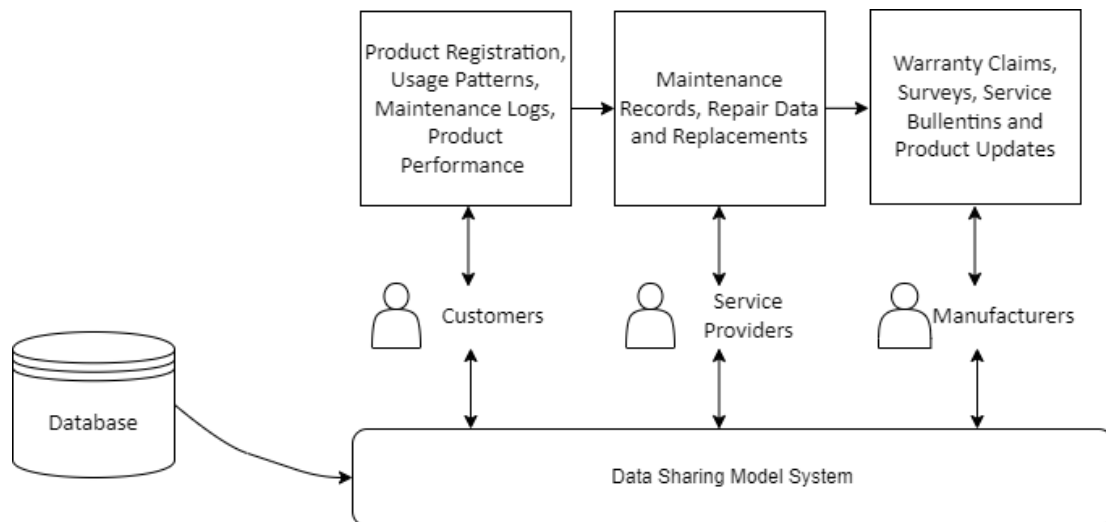 Product Registration,
Usage Patterns,
Maintenance Logs,
Product
Performance
Maintenance
Records, Repair Data
and Replacements
Warranty Claims,
Surveys, Service
Bullentins and
Product Updates
Customers
Service
Providers
Manufacturers
Database
Data Sharing Model System